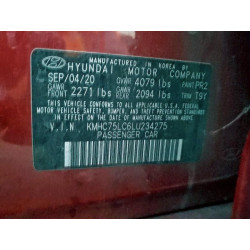 MANUFACTURED IN KOREA BY
HYUNDAI MOTOR COMPANY
SEP/04/20 GVWR 4079 lbs PAINT PR2
GAWR FRONT 2271 lbs GAWR REAR 2094 lbs TRIM T9Y
THIS VEHICLE CONFORMS TO ALL APPLICABLE
FEDERAL MOTOR VEHICLE SAFETY, BUMPER,
AND THEFT PREVENTION STANDARDS IN EFFECT
ON THE DATE OF MANUFACTURE SHOWN ABOVE.
V.I.N : KMHC75LC6LU234275
PASSENGER CAR